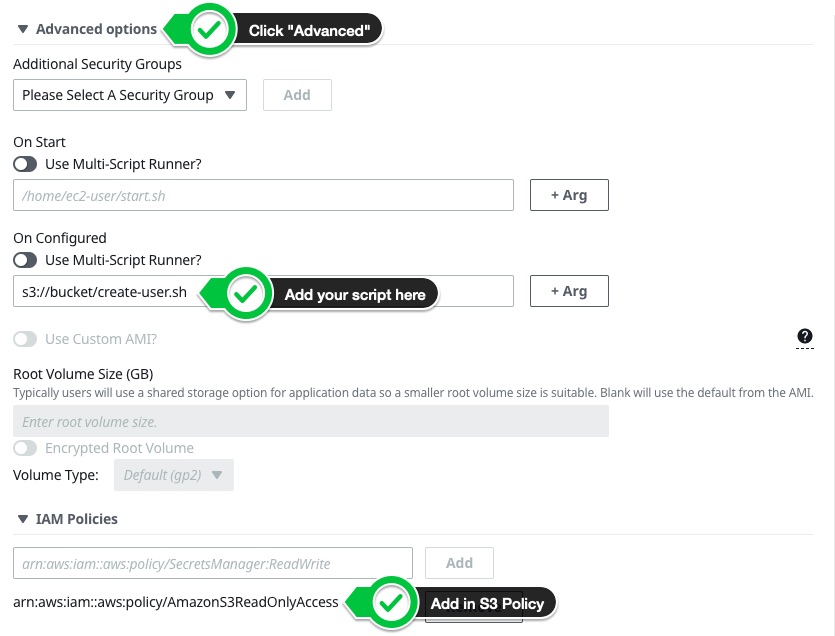 Advanced options Click "Advanced"
Additional Security Groups
Please Select A Security Group Add
On Start
Use Multi-Script Runner?
/home/ec2-user/start.sh + Arg
On Configured
Use Multi-Script Runner?
s3://bucket/create-user.sh Add your script here + Arg
Use Custom AMI? ?
Root Volume Size (GB)
Typically users will use a shared storage option for application data so a smaller root volume size is suitable. Blank will use the default from the AMI.
Enter root volume size.
Encrypted Root Volume
Volume Type: Default (gp2)
IAM Policies
arn:aws:iam::aws:policy/SecretsManager:ReadWrite Add
arn:aws:iam::aws:policy/AmazonS3ReadOnlyAccess Add in S3 Policy